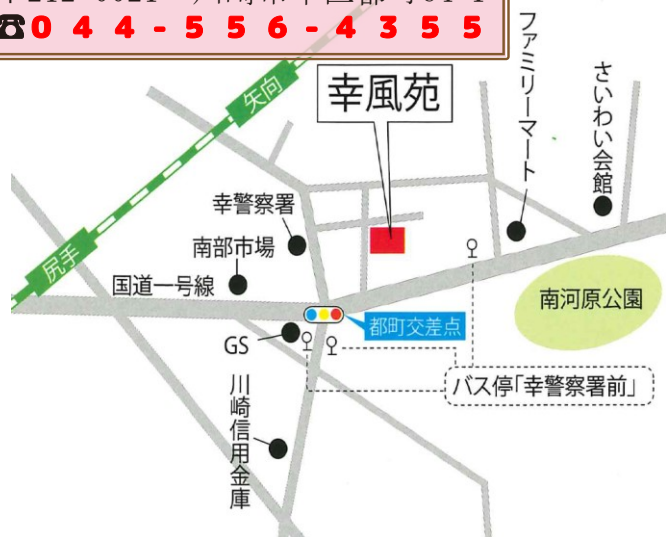 ☎044-556-4355
矢向
幸風苑
ファミリーマート
さいわい会館
幸警察署
南部市場
尻手
国道一号線
都町交差点
南河原公園
GS
バス停「幸警察署前」
川崎信用金庫